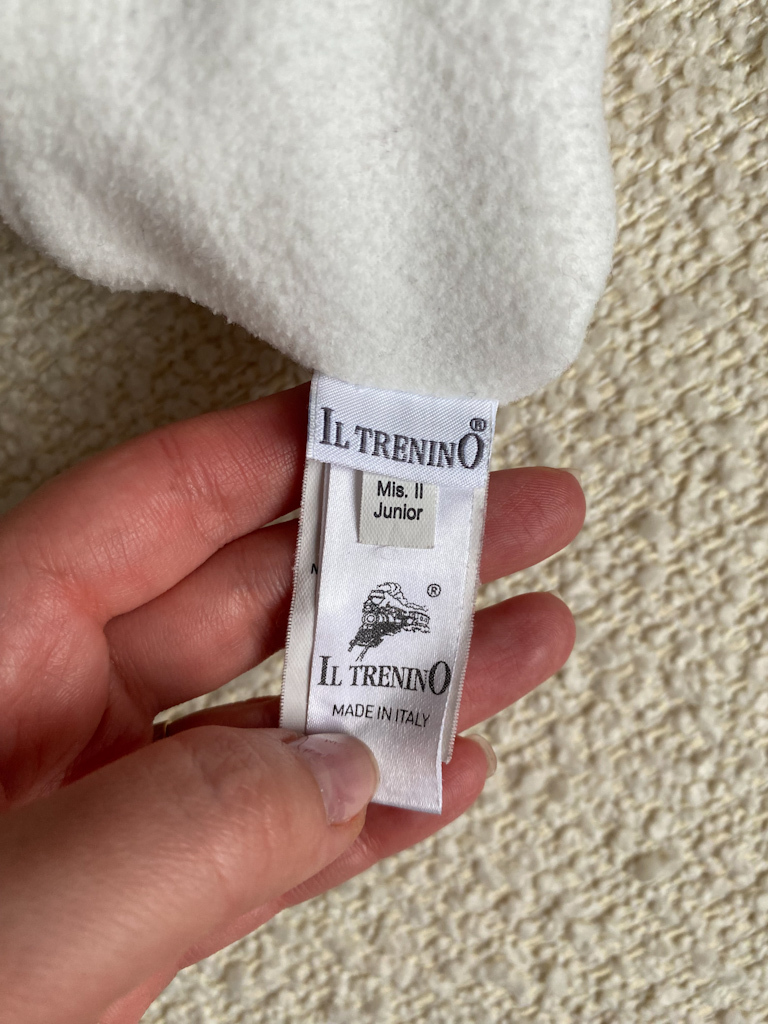 IL TRENINO®
Mis. II
Junior
®
IL TRENINO
MADE IN ITALY